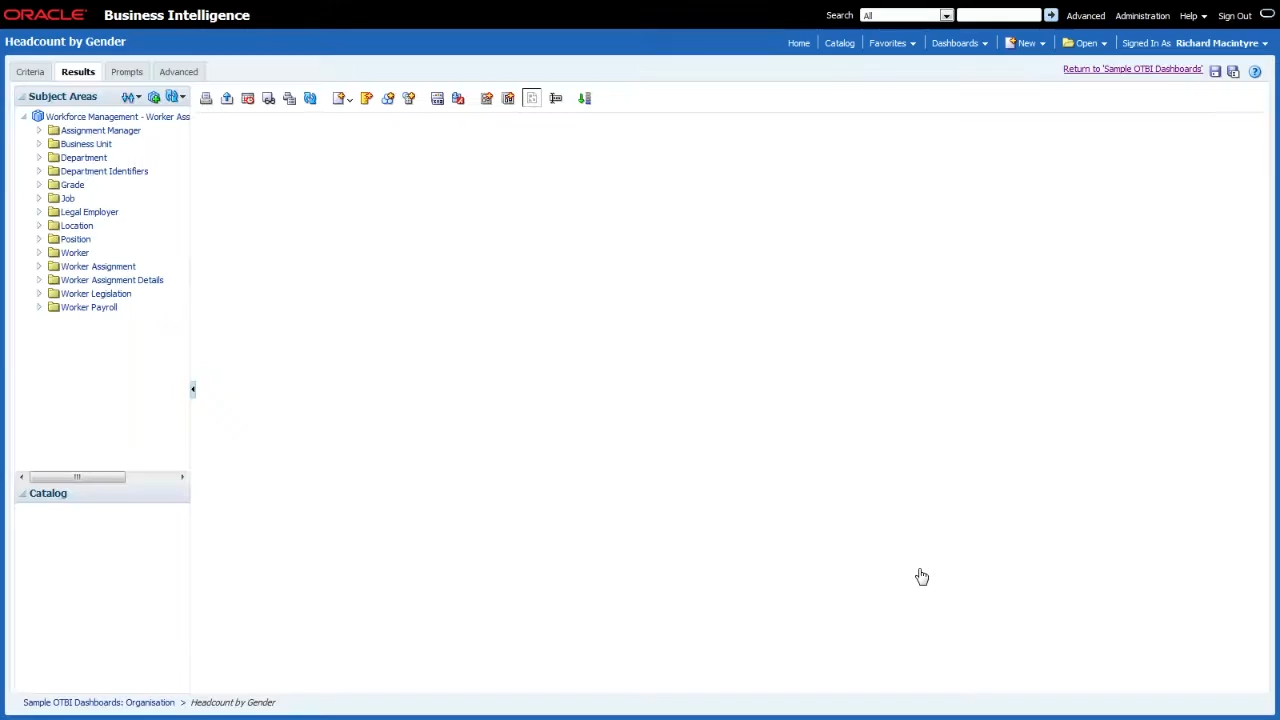 ORACLE Business Intelligence Search All Advanced Administration Help Sign Out
Headcount by Gender Home Catalog Favorites Dashboards New Open Signed In As Richard Macintyre
Criteria Results Prompts Advanced Return to 'Sample OTBI Dashboards'
Subject Areas
Workforce Management - Worker Ass
Assignment Manager
Business Unit
Department
Department Identifiers
Grade
Job
Legal Employer
Location
Position
Worker
Worker Assignment
Worker Assignment Details
Worker Legislation
Worker Payroll
Catalog
Sample OTBI Dashboards: Organisation > Headcount by Gender